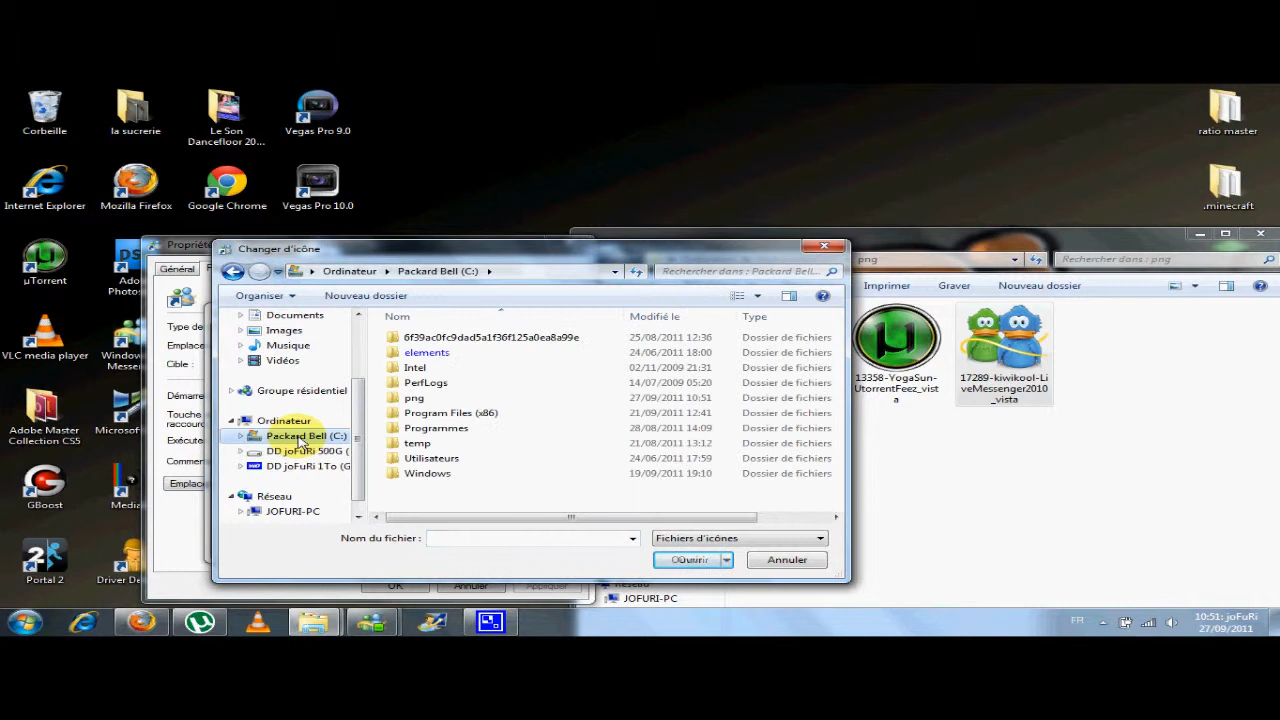 Corbeille
la sucrerie
Le Son
Dancefloor 20...
Vegas Pro 9.0
ratio master
Internet Explorer
Mozilla Firefox
Google Chrome
Vegas Pro 10.0
.minecraft
µTorrent
Ado
Photos
VLC media player
Windows
Messen
Adobe Master
Collection CS5
Microsof
GBoost
Media
Portal 2
Driver De
Propriété
Général
Type de
Emplace
Cible :
Démarre
Touche
raccour
Exécute
Comme
Emplace
OK
Annuler
Appliquer
Changer d'icône
Ordinateur
Packard Bell (C:)
Rechercher dans : Packard Bell...
Organiser
Nouveau dossier
Documents
Images
Musique
Vidéos
Groupe résidentiel
Ordinateur
Packard Bell (C:)
DD joFuRi 500G (
DD joFuRi 1To (G
Réseau
JOFURI-PC
Nom
Modifié le
Type
6f39ac0fc9dad5a1f36f125a0ea8a99e 25/08/2011 12:36 Dossier de fichiers
elements 24/06/2011 18:00 Dossier de fichiers
Intel 02/11/2009 21:31 Dossier de fichiers
PerfLogs 14/07/2009 05:20 Dossier de fichiers
png 27/09/2011 10:51 Dossier de fichiers
Program Files (x86) 21/09/2011 12:41 Dossier de fichiers
Programmes 28/08/2011 14:09 Dossier de fichiers
temp 21/08/2011 13:12 Dossier de fichiers
Utilisateurs 24/06/2011 17:59 Dossier de fichiers
Windows 19/09/2011 19:10 Dossier de fichiers
Nom du fichier :
Fichiers d'icônes
Ouvrir
Annuler
png
Rechercher dans : png
Imprimer
Graver
Nouveau dossier
13358-YogaSun-
UtorrentFeez_vist
a
17289-kiwikool-Li
veMessenger2010
_vista
Réseau
JOFURI-PC
FR
10:51: joFuRi
27/09/2011